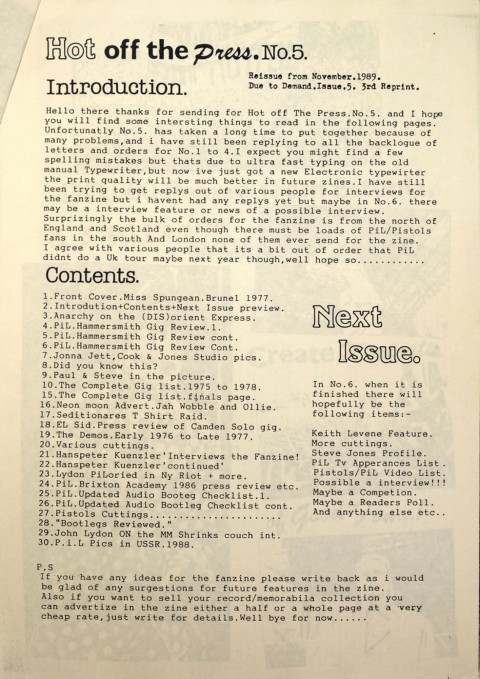 Hot off the Press.No.5.
Reissue from November.1989.
Due to Demand.Issue.5. 3rd Reprint.
Introduction.
Hello there thanks for sending for Hot off The Press.No.5. and I hope
you will find some intersting things to read in the following pages.
Unfortunatly No.5. has taken a long time to put together because of
many problems,and i have still been replying to all the backlogue of
letters and orders for No.1 to 4.I expect you might find a few
spelling mistakes but thats due to ultra fast typing on the old
manual Typewriter,but now ive just got a new Electronic typewirter
the print quality will be much better in future zines.I have still
been trying to get replys out of various people for interviews for
the fanzine but i havent had any replys yet but maybe in No.6. there
may be a interview feature or news of a possible interview.
Surprizingly the bulk of orders for the fanzine is from the north of
England and Scotland even though there must be loads of PiL/Pistols
fans in the south And London none of them ever send for the zine.
I agree with various people that its a bit out of order that PiL
didnt do a Uk tour maybe next year though,well hope so............
Contents.
1.Front Cover.Miss Spungean.Brunel 1977.
2.Introdution+Contents+Next Issue preview.
3.Anarchy on the (DIS)orient Express.
4.PiL.Hammersmith Gig Review.1.
5.PiL.Hammersmith Gig Review cont.
6.PiL.Hammersmith Gig Review Cont.
7.Jonna Jett,Cook & Jones Studio pics.
8.Did you know this?
9.Paul & Steve in the picture.
10.The Complete Gig list.1975 to 1978.
15.The Complete Gig list.finals page.
16.Neon moon Advert.Jah Wobble and Ollie.
17.Seditionares T Shirt Raid.
18.EL Sid.Press review of Camden Solo gig.
19.The Demos.Early 1976 to Late 1977.
20.Various cuttings.
21.Hanspeter Kuenzler'Interviews the Fanzine!
22.Hanspeter Kuenzler'continued'
23.Lydon PiLoried in Ny Riot + more.
24.PiL.Brixton Academy 1986 press review etc.
25.PiL.Updated Audio Booteg Checklist.1.
26.PiL.Updated Audio Bootleg Checklist cont.
27.Pistols Cuttings.......................
28."Bootlegs Reviewed."
29.John Lydon ON the MM Shrinks couch int.
30.P.i.L Pics in USSR.1988.
Next
Issue.
In No.6. when it is
finished there will
hopefully be the
following items:-
Keith Levene Feature.
More cuttings.
Steve Jones Profile.
PiL Tv Apperances List.
Pistols/PiL Video List.
Possible a interview!!!
Maybe a Competion.
Maybe a Readers Poll.
And anything else etc..
P,S
If you have any ideas for the fanzine please write back as i would
be glad of any surgestions for future features in the zine.
Also if you want to sell your record/memorabila collection you
can advertize in the zine either a half or a whole page at a very
cheap rate,just write for details.Well bye for now......